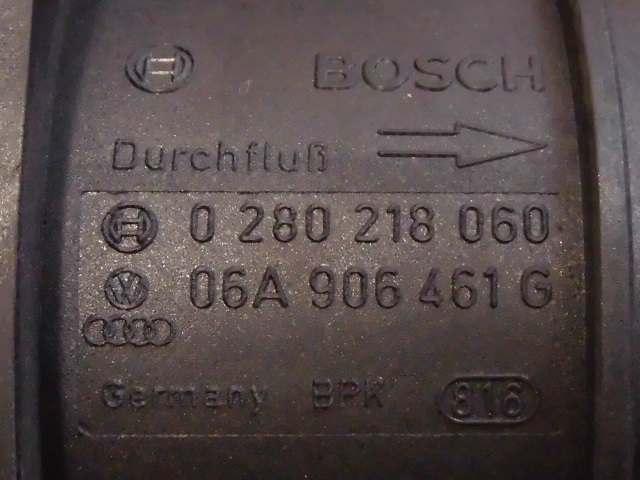 BOSCH
Durchfluß
0 280 218 060
06A 906 461 G
Germany BPK 816